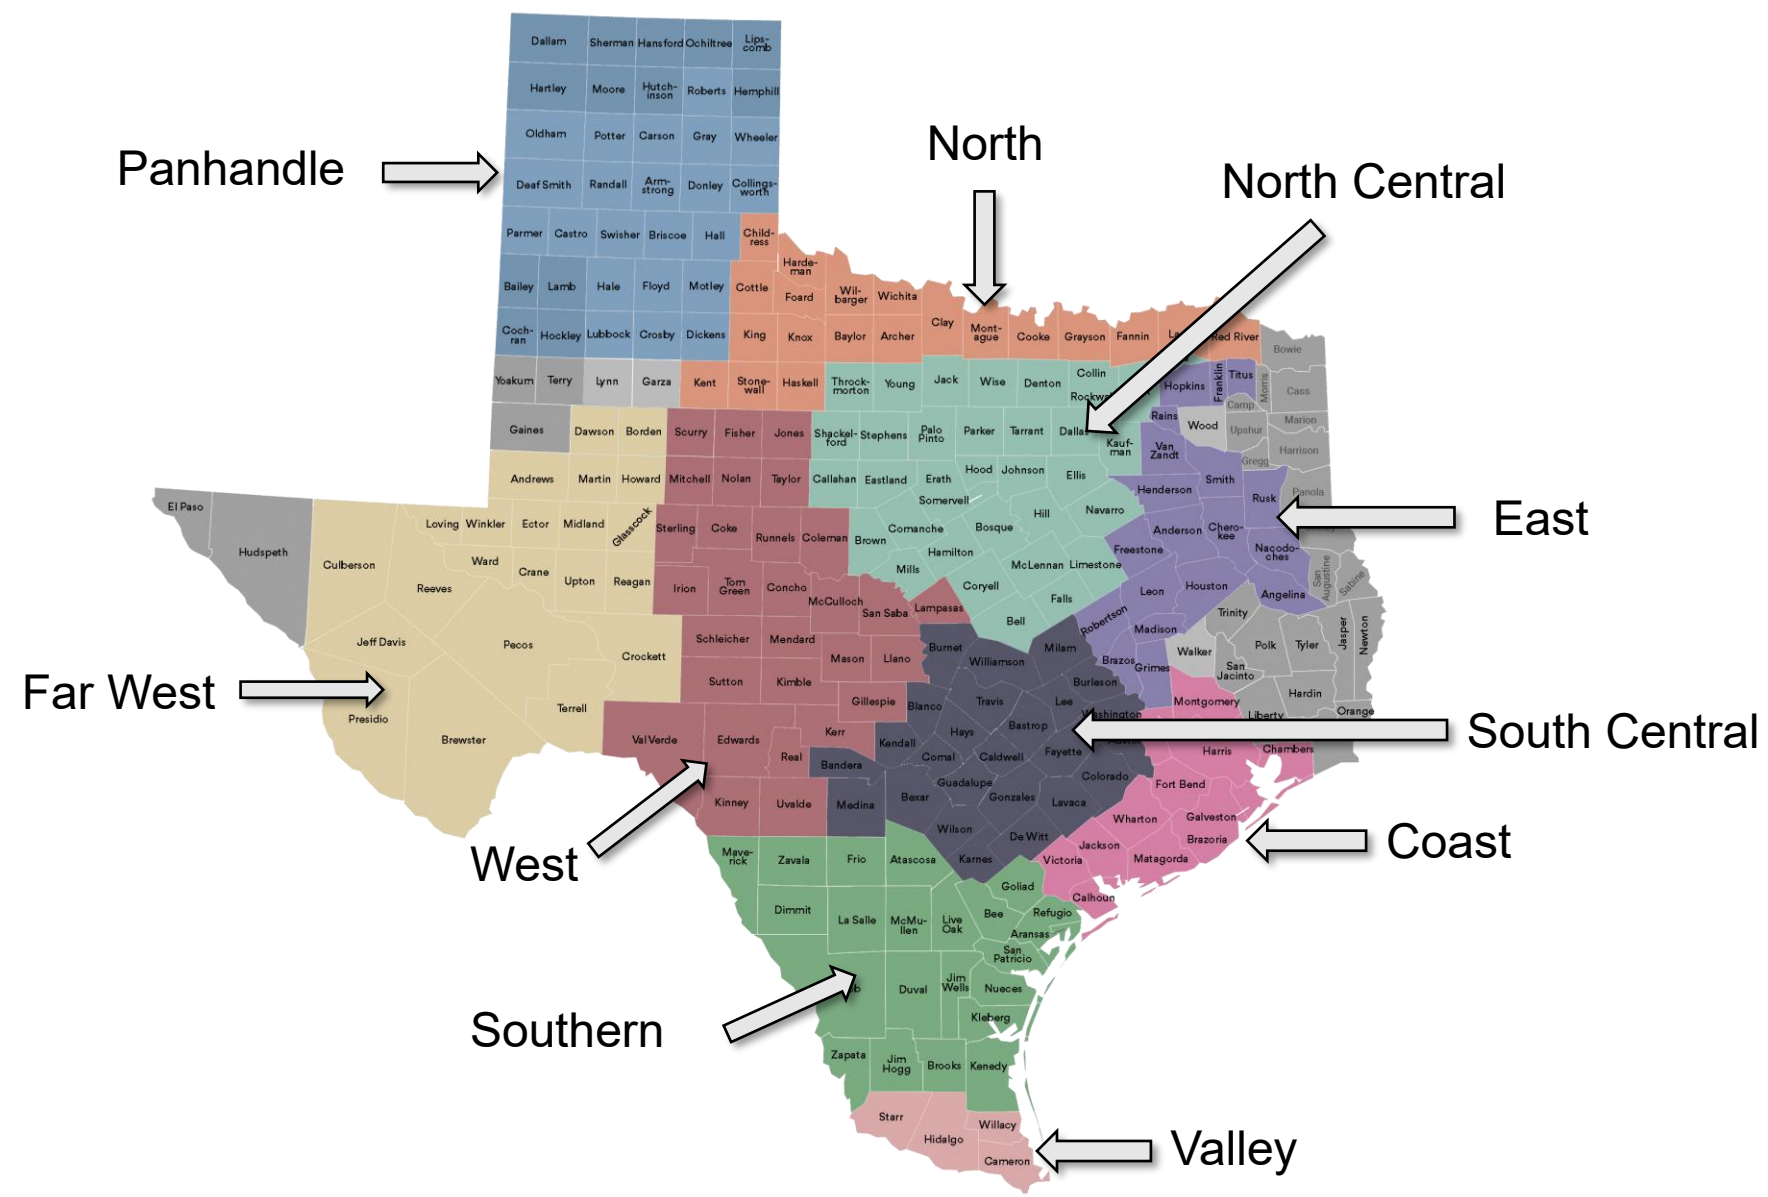 Dallam Sherman Hansford Ochiltree Lips-
comb
Hartley Moore Hutch-
inson Roberts Hemphill
Oldham Potter Carson Gray Wheeler
Deaf Smith Randall Arm-
strong Donley Collings-
worth
Parmer Castro Swisher Briscoe Hall Child-
ress
Bailey Lamb Hale Floyd Motley Cottle
Coch-
ran Hockley Lubbock Crosby Dickens King
Panhandle
North
North Central
Harde-
man
Foard
Wil-
barger
Wichita
Clay
Knox Baylor Archer
Mont-
ague
Cooke Grayson Fannin
Red River
Bowie
Yoakum Terry Lynn Garza Kent
Stone-
wall
Haskell
Throck-
morton
Young Jack Wise Denton Collin
Hopkins Franklin Titus Morris Cass
Camp
Gaines Dawson Borden Scurry Fisher Jones
Shackel-
ford
Stephens
Palo
Pinto
Parker Tarrant
Kauf-
man
Rains Wood Upshur Marion
Van
Zandt
Harrison
Gregg
Andrews Martin Howard Mitchell Nolan Taylor Callahan Eastland Erath Hood Johnson Ellis
Henderson Smith Rusk Panola
Somervell
El Paso
Hudspeth
Culberson
Loving Winkler Ector Midland Glasscock Sterling Coke Runnels Coleman
Brown Comanche Bosque Hill Navarro
Anderson
Chero-
kee
Nacodo-
ches
East
Reeves Ward Crane Upton Reagan Irion
Tom
Green
Concho
McCulloch
San Saba
Lampasas
Mills Hamilton Coryell McLennan Limestone Freestone
Falls Bell Leon Houston Angelina
San
Augustine
Sabine
Robertson Madison
Trinity
Polk Tyler Jasper Newton
Jeff Davis Pecos Crockett Schleicher Mendard Mason Llano
Burnet Williamson Milam
Brazos Grimes Walker
San
Jacinto
Hardin
Far West
Presidio Brewster Terrell
Sutton Kimble Gillespie
Blanco Travis Lee Burleson
Montgomery Liberty Orange
Val Verde Edwards Real Kerr
Kendall Hays Bastrop
Bandera Comal Caldwell Fayette
Harris Chambers
South Central
Kinney Uvalde Medina
Bexar Guadalupe Gonzales Lavaca Colorado
Fort Bend
Wharton Galveston
Brazoria
Coast
West
Wilson De Witt
Karnes
Victoria Jackson Matagorda
Calhoun
Mave-
rick
Zavala Frio Atascosa
Goliad
Dimmit La Salle
McMu-
llen
Live
Oak
Bee Refugio
Aransas
San
Patricio
Duval
Jim
Wells
Nueces
Kleberg
Southern
Zapata
Jim
Hogg
Brooks Kenedy
Starr Hidalgo Willacy
Cameron
Valley